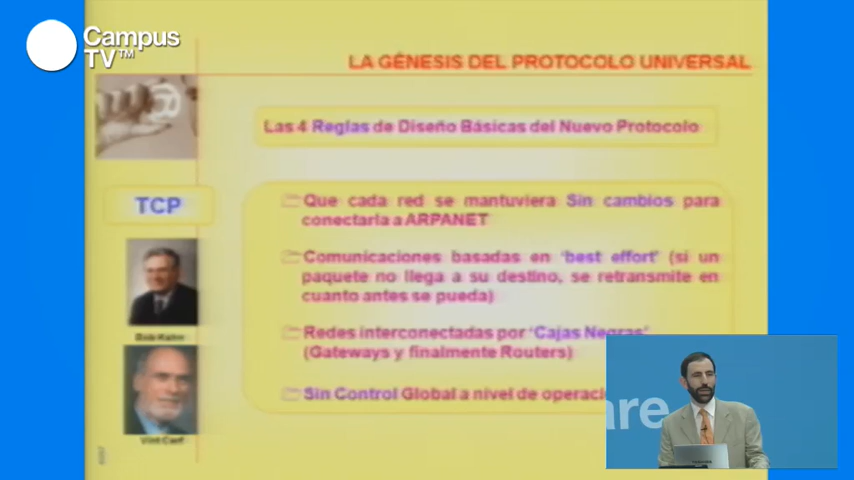 Campus
TV™
LA GÉNESIS DEL PROTOCOLO UNIVERSAL
Las 4 Reglas de Diseño Básicas del Nuevo Protocolo
TCP
Que cada red se mantuviera Sin cambios para
conectarla a ARPANET
Comunicaciones basadas en 'best effort' (si un
paquete no llega a su destino, se retransmite en
cuanto antes se pueda)
Redes interconectadas por 'Cajas Negras'
(Gateways y finalmente Routers)
Sin Control Global a nivel de
Bob Kahn
Vint Cerf
are